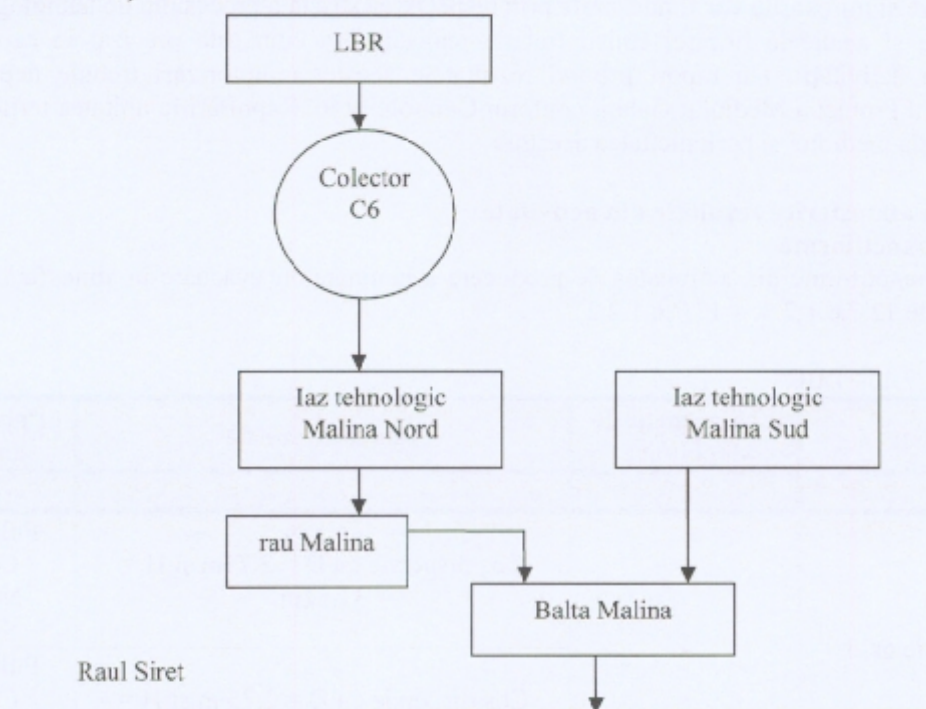 LBR
Colector
C6
Iaz tehnologic
Malina Nord
Iaz tehnologic
Malina Sud
rau Malina
Balta Malina
Raul Siret